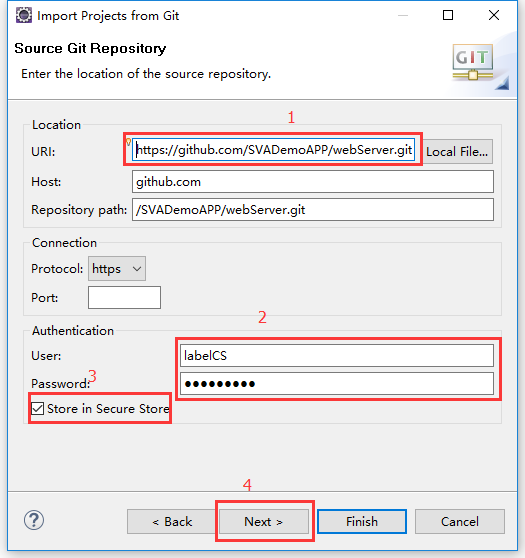 Import Projects from Git
Source Git Repository
Enter the location of the source repository.
GIT
1
Location
URI: https://github.com/SVADemoAPP/webServer.git Local File...
Host: github.com
Repository path: /SVADemoAPP/webServer.git
Connection
Protocol: https
Port:
2
Authentication
User: labelCS
Password: ●●●●●●●●●
3
Store in Secure Store
4
? < Back Next > Finish Cancel